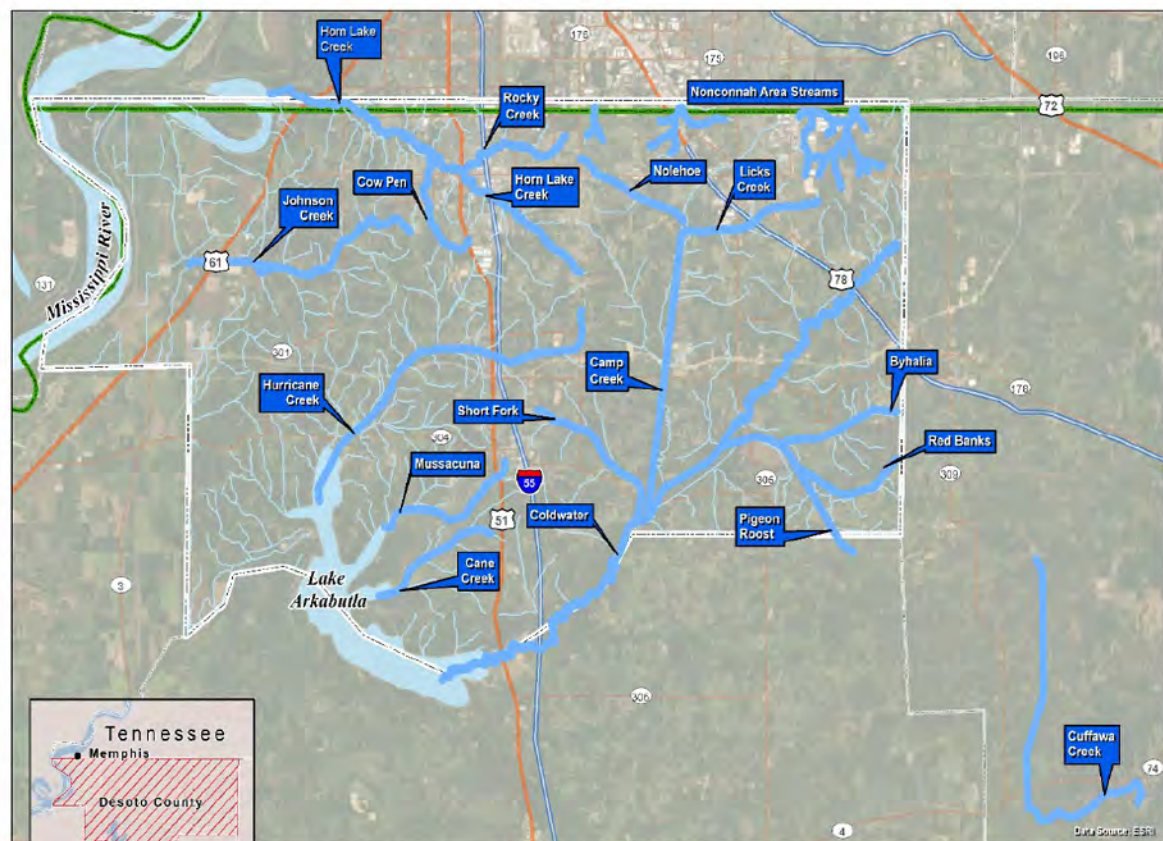 Horn Lake
Creek
176
175
196
Nonconnah Area Streams
72
Rocky
Creek
Nolehoe
Licks
Creek
Cow Pen
Horn Lake
Creek
Johnson
Creek
61
Mississippi River
131
78
301
Camp
Creek
Byhalia
178
Hurricane
Creek
Short Fork
304
Mussacuna
Red Banks
309
305
55
51
Coldwater
Pigeon
Roost
Cane
Creek
Lake
Arkabutla
3
306
Tennessee
Memphis
Desoto County
Cuffawa
Creek
74
4
Data Source: ESRI